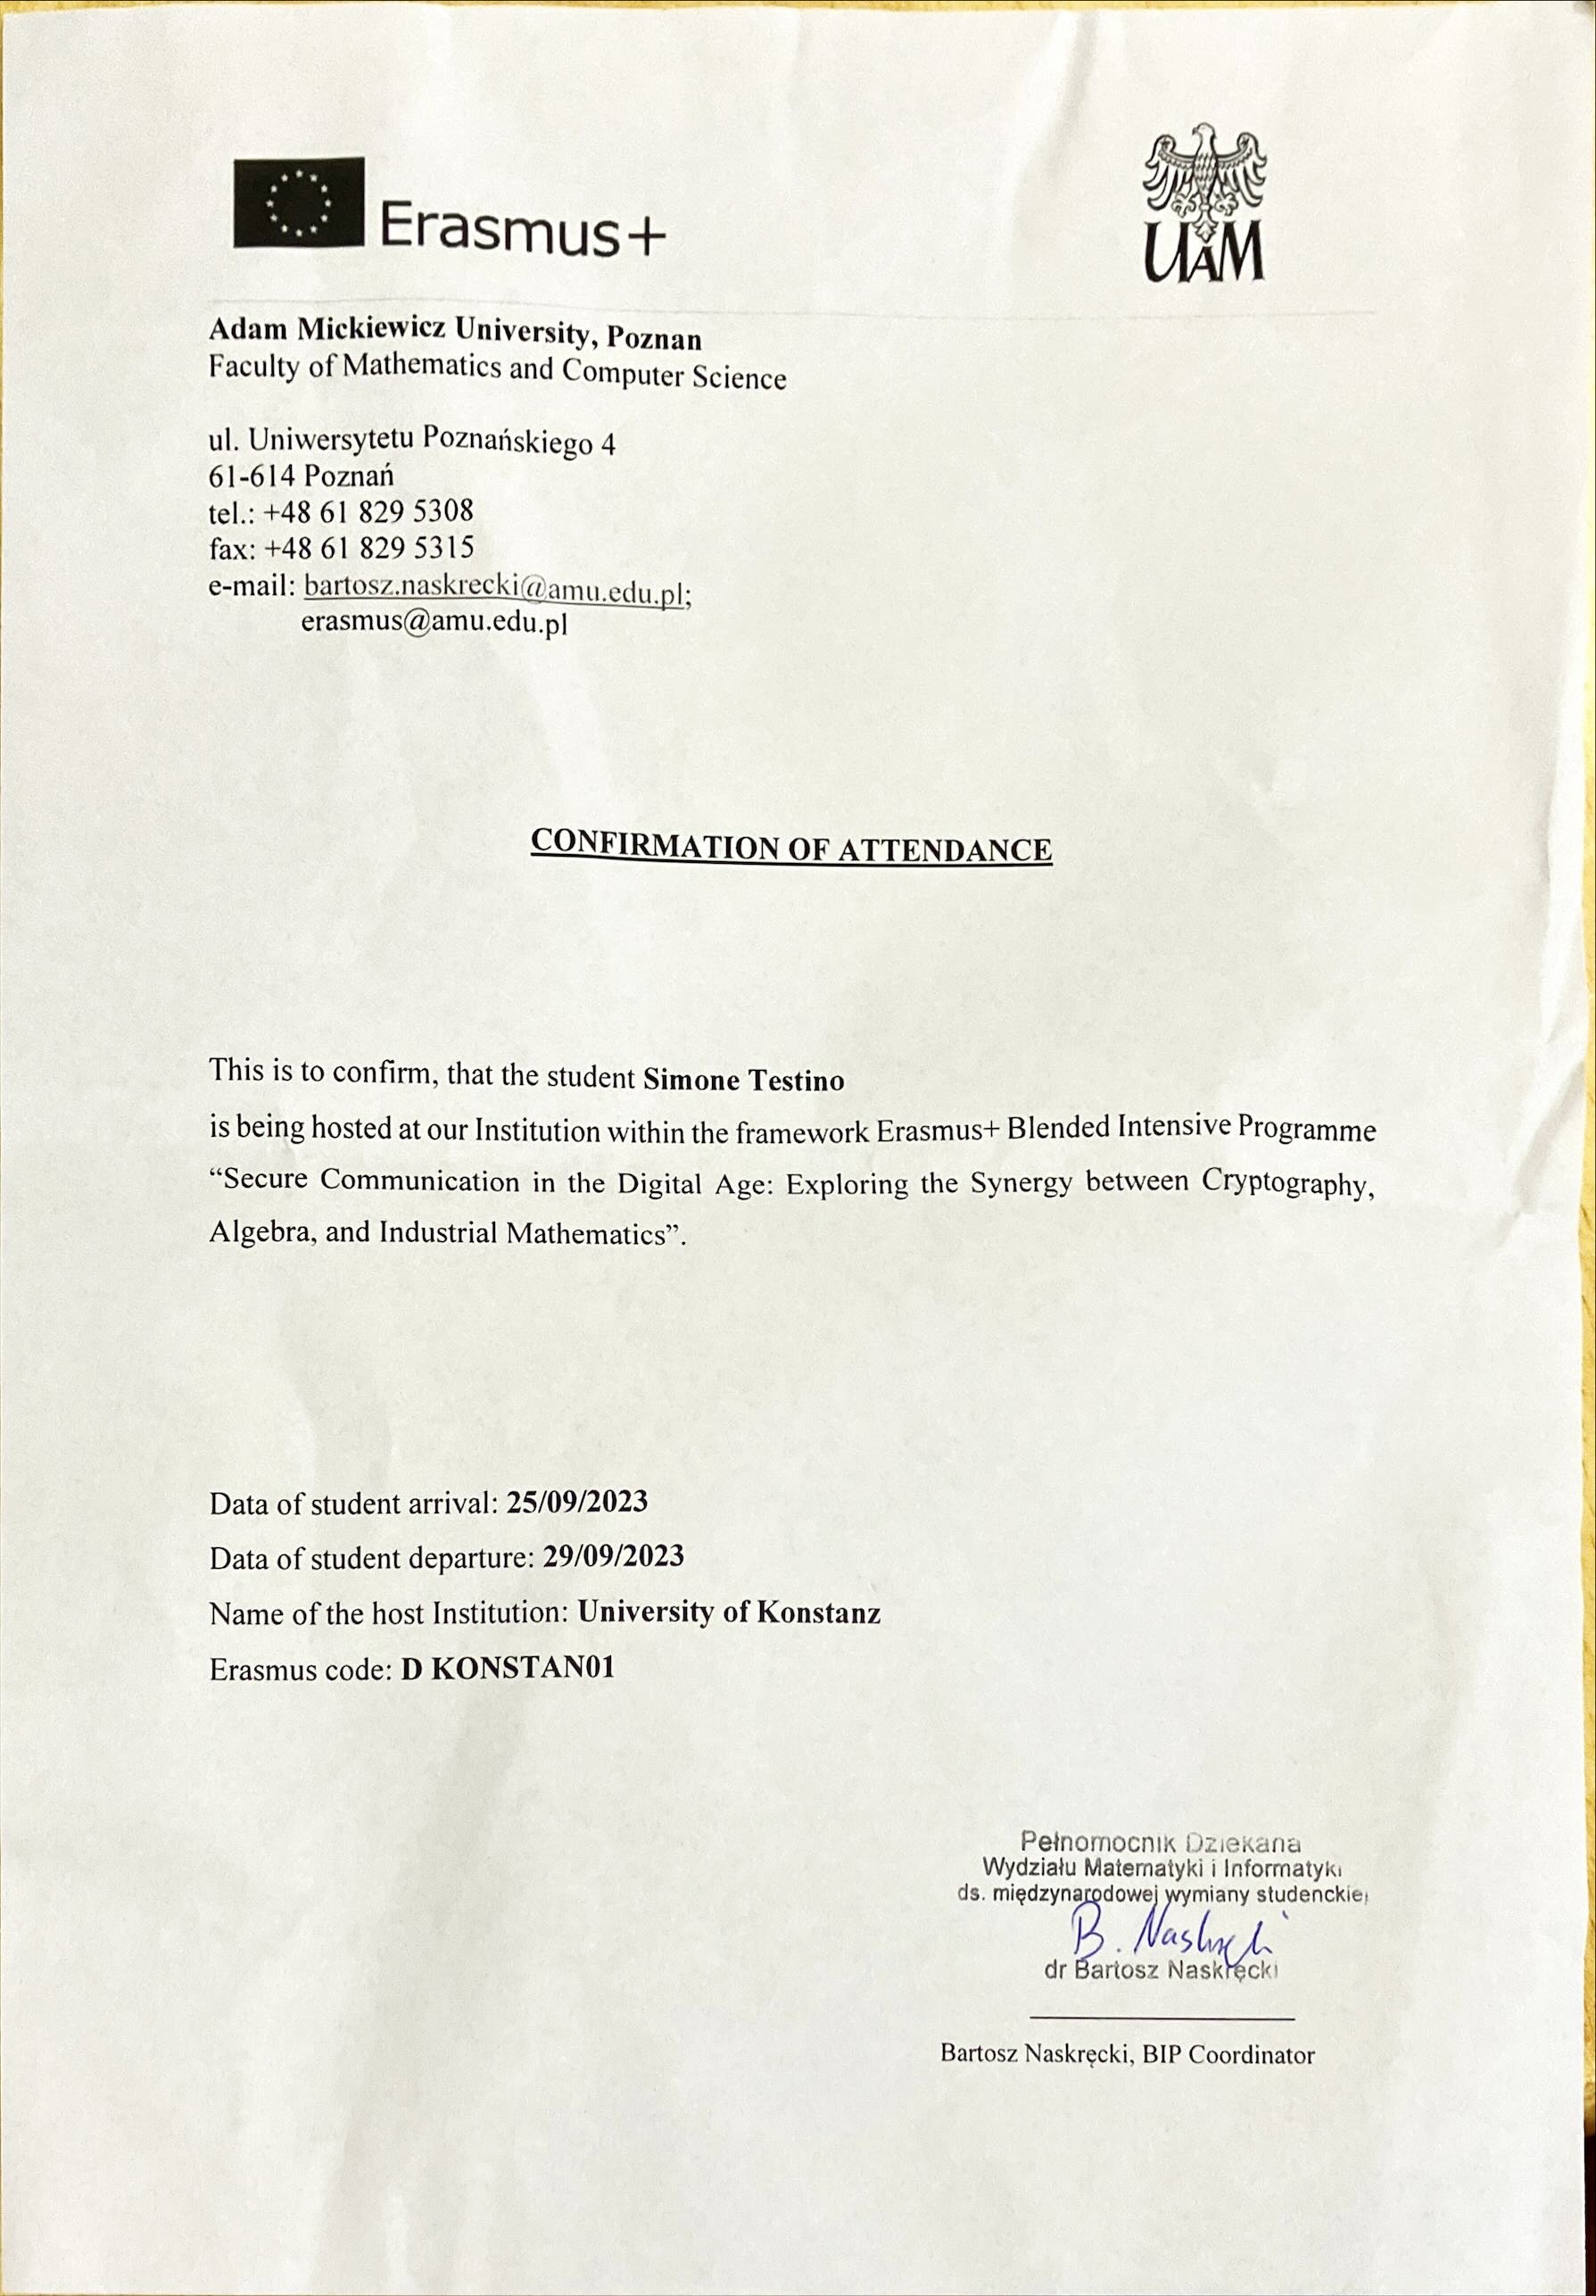 Erasmus+
UAM
Adam Mickiewicz University, Poznan
Faculty of Mathematics and Computer Science
ul. Uniwersytetu Poznańskiego 4
61-614 Poznań
tel.: +48 61 829 5308
fax: +48 61 829 5315
e-mail: bartosz.naskrecki@amu.edu.pl;
erasmus@amu.edu.pl
CONFIRMATION OF ATTENDANCE
This is to confirm, that the student Simone Testino
is being hosted at our Institution within the framework Erasmus+ Blended Intensive Programme
“Secure Communication in the Digital Age: Exploring the Synergy between Cryptography,
Algebra, and Industrial Mathematics”.
Data of student arrival: 25/09/2023
Data of student departure: 29/09/2023
Name of the host Institution: University of Konstanz
Erasmus code: D KONSTAN01
Pełnomocnik Dziekana
Wydziału Matematyki i Informatyki
ds. międzynarodowej wymiany studenckiej
B. Naskręcki
dr Bartosz Naskręcki
Bartosz Naskręcki, BIP Coordinator